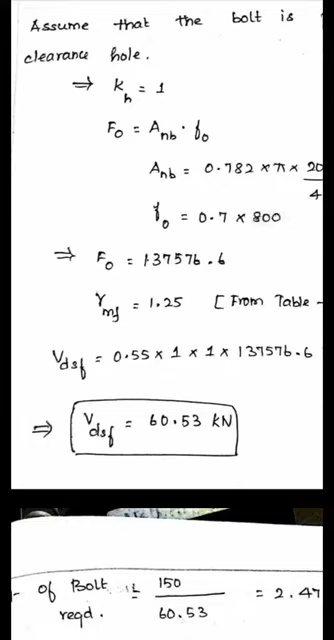 Assume that the bolt is
clearance hole.
⇒ K_h = 1
F_o = A_nb · f_o
A_nb = 0.782 × π × 20/4
f_o = 0.7 × 800
⇒ F_o = 137576.6
γ_mf = 1.25 [From Table -
V_dsf = 0.55 × 1 × 1 × 137576.6
⇒ V_dsf = 60.53 KN
of Bolt = 150/60.53 = 2.47
reqd.